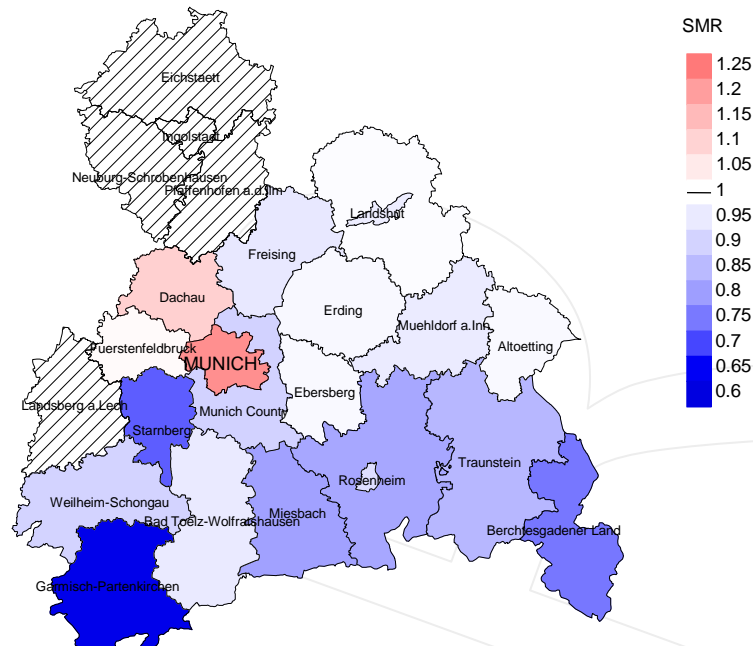 SMR
1.25
1.2
1.15
1.1
1.05
1
0.95
0.9
0.85
0.8
0.75
0.7
0.65
0.6
Eichstaett
Ingolstadt
Neuburg-Schrobenhausen
Pfaffenhofen a.d.Ilm
Landshut
Freising
Dachau
Erding
Muehldorf a.Inn
Fuerstenfeldbruck
Altoetting
MUNICH
Ebersberg
Landsberg a.Lech
Munich County
Starnberg
Traunstein
Rosenheim
Weilheim-Schongau
Miesbach
Bad Toelz-Wolfratshausen
Berchtesgadener Land
Garmisch-Partenkirchen